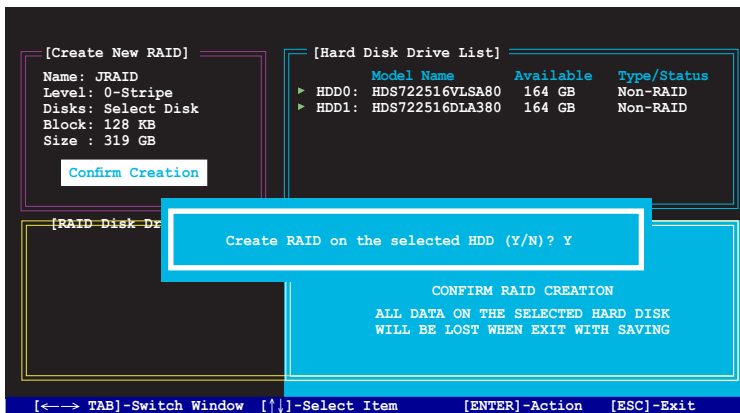 [Create New RAID]
Name: JRAID
Level: 0-Stripe
Disks: Select Disk
Block: 128 KB
Size : 319 GB
Confirm Creation
[Hard Disk Drive List]
Model Name Available Type/Status
HDD0: HDS722516VLSA80 164 GB Non-RAID
HDD1: HDS722516DLA380 164 GB Non-RAID
[RAID Disk Dr
Create RAID on the selected HDD (Y/N)? Y
CONFIRM RAID CREATION
ALL DATA ON THE SELECTED HARD DISK
WILL BE LOST WHEN EXIT WITH SAVING
[←—→ TAB]-Switch Window [↑↓]-Select Item [ENTER]-Action [ESC]-Exit